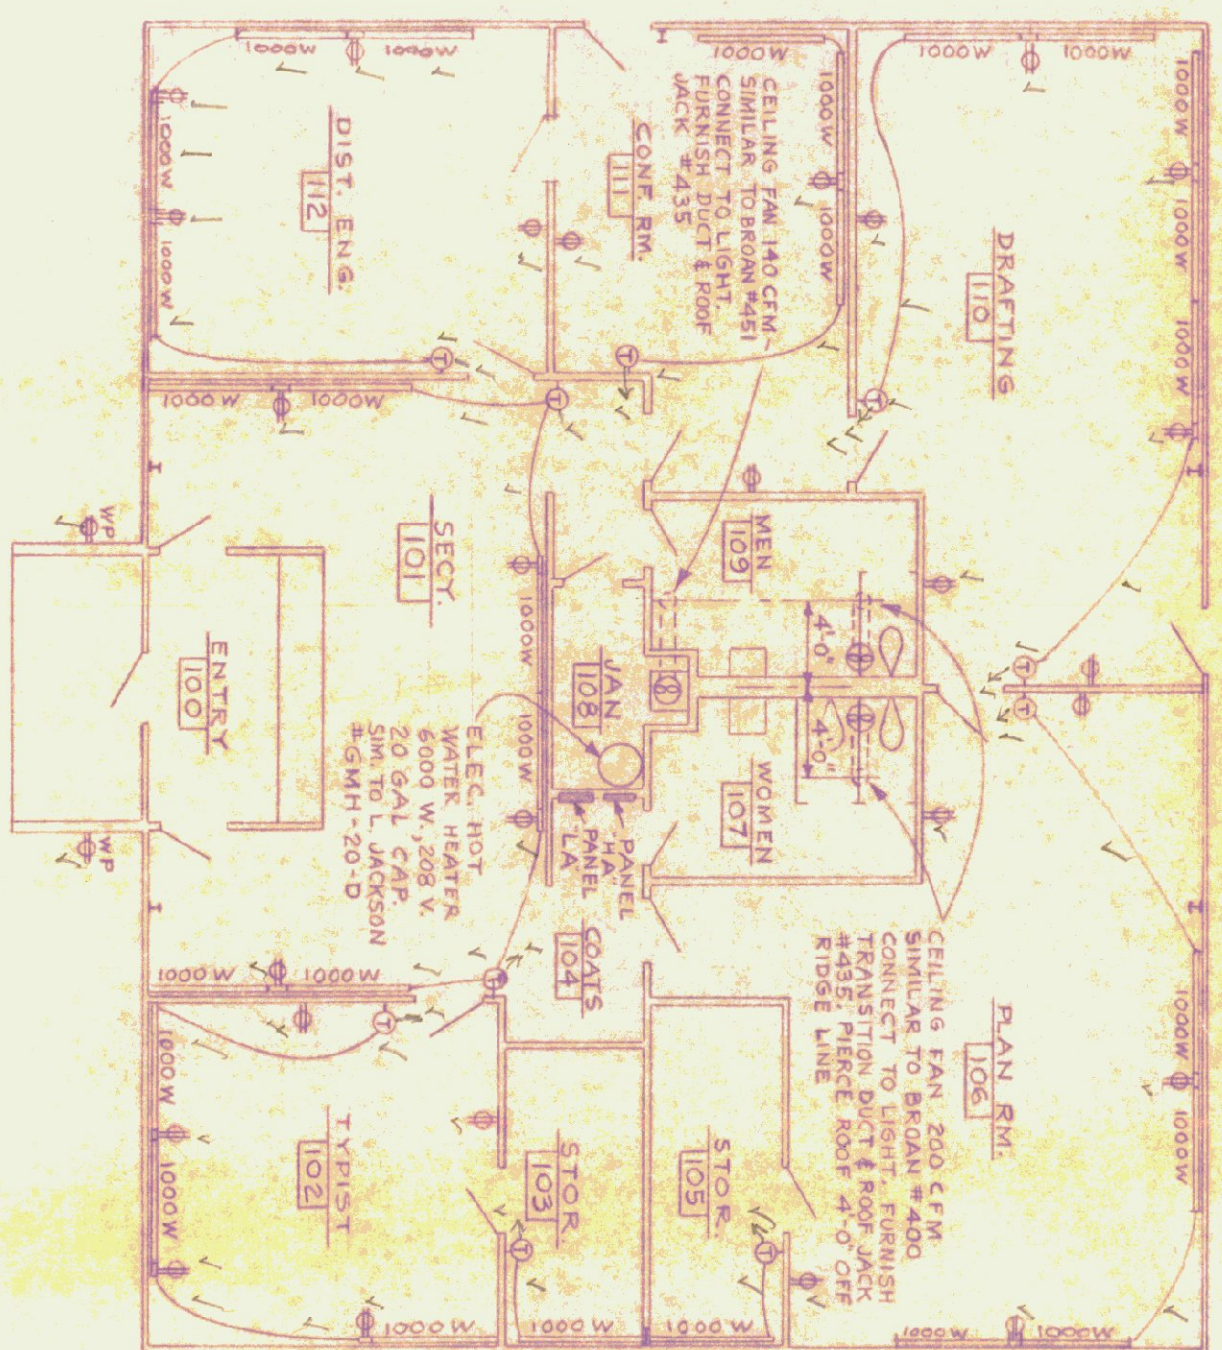 1000W
1000W
1000W
1000W
DIST. ENG.
112
CONF. RM.
111
1000W
1000W
1000W
CEILING FAN 140 CFM-
SIMILAR TO BROAN #451
CONNECT TO LIGHT.
FURNISH DUCT & ROOF
JACK #435
DRAFTING
110
1000W
1000W
1000W
1000W
1000W
T
T
T
T
1000W
1000W
SECY.
101
1000W
1000W
1000W
1000W
WP
ENTRY
100
WP
MEN
109
4'-0"
4'-0"
JAN
108
WOMEN
107
T
T
ELEC. HOT
WATER HEATER
6000 W., 208 V.
20 GAL CAP.
SIM. TO L. JACKSON
#GMH-20-D
PANEL
"HA"
PANEL
"LA"
COATS
104
CEILING FAN 200 CFM
SIMILAR TO BROAN #400
CONNECT TO LIGHT. FURNISH
TRANSITION DUCT & ROOF JACK
#435. PIERCE ROOF 4'-0" OFF
RIDGE LINE
PLAN RM.
106
1000W
1000W
1000W
1000W
T
T
TYPIST
102
1000W
1000W
1000W
STOR.
103
T
1000W
STOR.
105
T
1000W